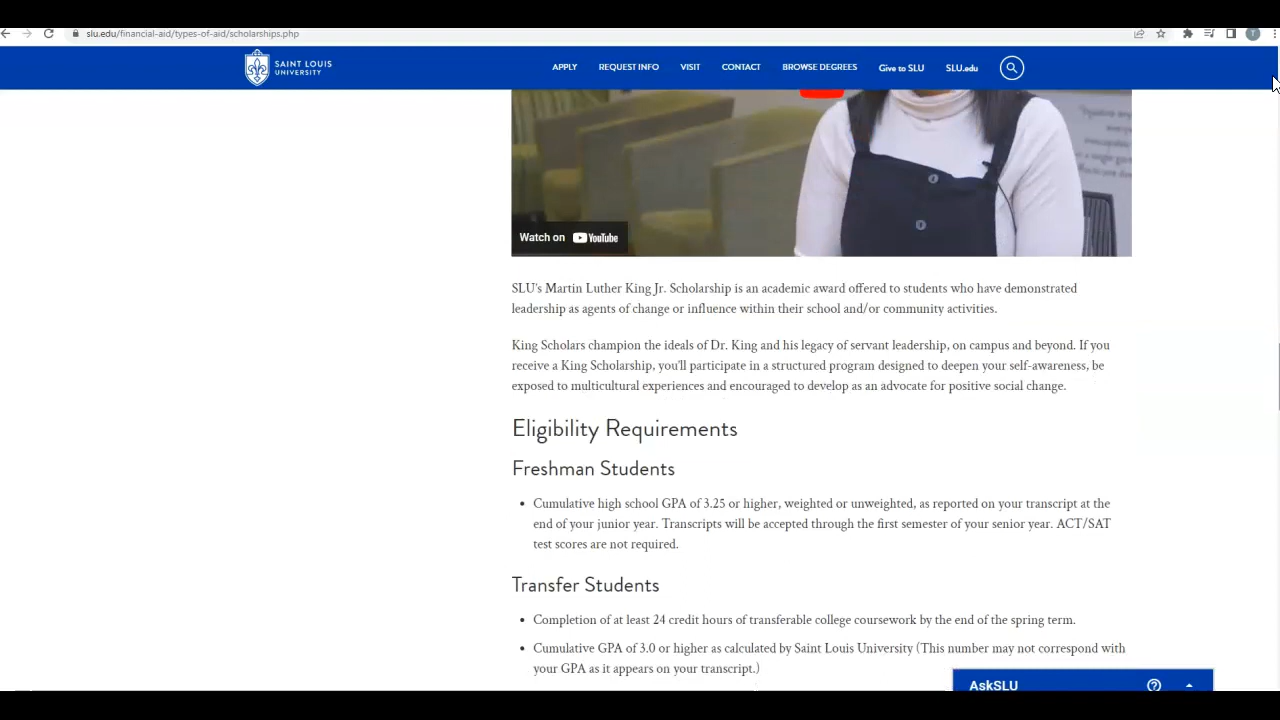 slu.edu/financial-aid/types-of-aid/scholarships.php
T
SAINT LOUIS
UNIVERSITY
APPLY REQUEST INFO VISIT CONTACT BROWSE DEGREES Give to SLU SLU.edu
Watch on YouTube
SLU's Martin Luther King Jr. Scholarship is an academic award offered to students who have demonstrated
leadership as agents of change or influence within their school and/or community activities.
King Scholars champion the ideals of Dr. King and his legacy of servant leadership, on campus and beyond. If you
receive a King Scholarship, you'll participate in a structured program designed to deepen your self-awareness, be
exposed to multicultural experiences and encouraged to develop as an advocate for positive social change.
Eligibility Requirements
Freshman Students
• Cumulative high school GPA of 3.25 or higher, weighted or unweighted, as reported on your transcript at the
end of your junior year. Transcripts will be accepted through the first semester of your senior year. ACT/SAT
test scores are not required.
Transfer Students
• Completion of at least 24 credit hours of transferable college coursework by the end of the spring term.
• Cumulative GPA of 3.0 or higher as calculated by Saint Louis University (This number may not correspond with
your GPA as it appears on your transcript.)
AskSLU